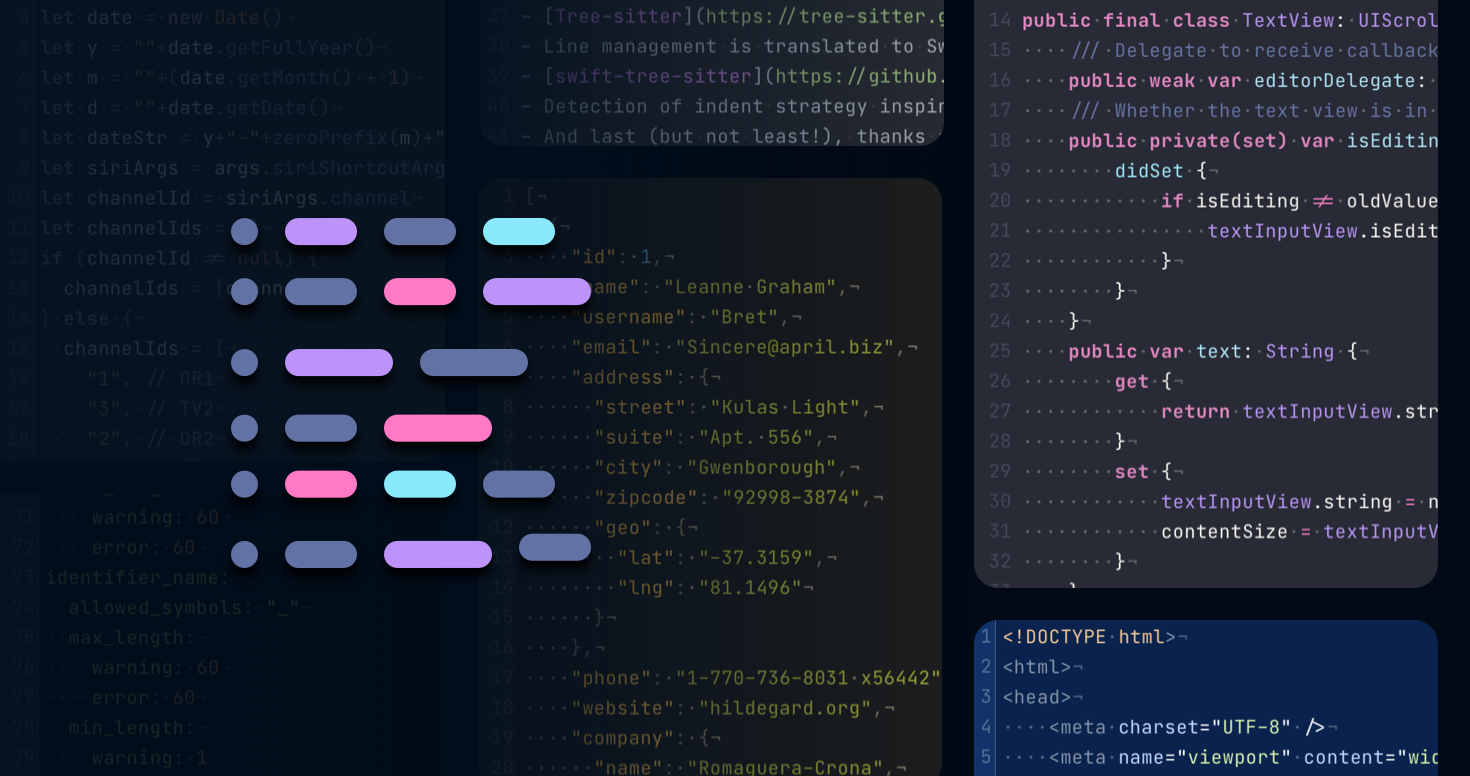 4 let date = new Date()¬
5 let y = ""+date.getFullYear()¬
6 let m = ""+(date.getMonth() + 1)¬
7 let d = ""+date.getDate()¬
8 let dateStr = y+"-"+zeroPrefix(m)+"
9 let siriArgs = args.siriShortcutArg
10 let channelId = siriArgs.channel¬
11 let channelIds =
12 if (channelId ≠ null) {¬
13 channelIds = [
14 } else {¬
15 channelIds = [¬
16 ····"1",·// DR1¬
17 ····"3",·// TV2¬
18 ····"2",·// DR2¬
71 ····warning: 60¬
72 ····error: 60¬
73 identifier_name:¬
74 ··allowed_symbols: "_"¬
75 ··max_length:¬
76 ····warning: 60¬
77 ····error: 60¬
78 ··min_length:¬
79 ····warning: 1
37 - [Tree-sitter](https://tree-sitter.g
38 - Line management is translated to Sw
39 - [swift-tree-sitter](https://github.
40 - Detection of indent strategy inspir
41 - And last (but not least!), thanks
1 [¬
3 ····"id":·1,¬
"Leanne·Graham",¬
5 "username":·"Bret",¬
6 "email":·"Sincere@april.biz",¬
"address":·{¬
8 ······"street":·"Kulas·Light",¬
9 ······"suite":·"Apt.·556",¬
10 ······"city":·"Gwenborough",¬
"zipcode":·"92998-3874",¬
12 ······"geo":·{¬
13 "lat":·"-37.3159",¬
14 ········"lng":·"81.1496"¬
15 ······}¬
16 ····},¬
17 ····"phone":·"1-770-736-8031·x56442"
18 ····"website":·"hildegard.org",¬
19 ····"company":·{¬
20 ······"name":·"Romaguera-Crona",¬
14 public·final·class·TextView:·UIScrol
15 ····///·Delegate·to·receive·callback
16 ····public·weak·var·editorDelegate:·
17 ····///·Whether·the·text·view·is·in·
18 ····public·private(set)·var·isEditin
19 ········didSet·{¬
20 ············if·isEditing·≠·oldValue
21 ················textInputView.isEdit
22 ············}¬
23 ········}¬
24 ····}¬
25 ····public·var·text:·String·{¬
26 ········get·{¬
27 ············return·textInputView.str
28 ········}¬
29 ········set·{¬
30 ············textInputView.string·=·n
31 ············contentSize·=·textInputV
32 ········}¬
1 <!DOCTYPE·html>¬
2 <html>¬
3 <head>¬
4 ····<meta·charset="UTF-8"·/>¬
5 ····<meta·name="viewport"·content="wid